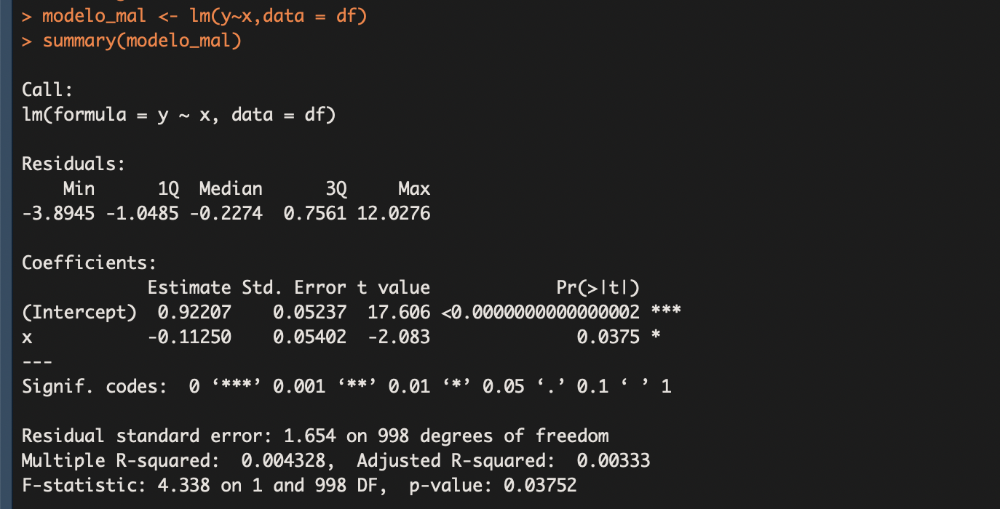 > modelo_mal <- lm(y~x,data = df)
> summary(modelo_mal)
Call:
lm(formula = y ~ x, data = df)
Residuals:
    Min      1Q  Median      3Q     Max
-3.8945 -1.0485 -0.2274  0.7561 12.0276
Coefficients:
            Estimate Std. Error t value            Pr(>|t|)
(Intercept)  0.92207    0.05237  17.606 <0.0000000000000002 ***
x           -0.11250    0.05402  -2.083              0.0375 *
---
Signif. codes:  0 ‘***’ 0.001 ‘**’ 0.01 ‘*’ 0.05 ‘.’ 0.1 ‘ ’ 1
Residual standard error: 1.654 on 998 degrees of freedom
Multiple R-squared:  0.004328,  Adjusted R-squared:  0.00333
F-statistic: 4.338 on 1 and 998 DF,  p-value: 0.03752